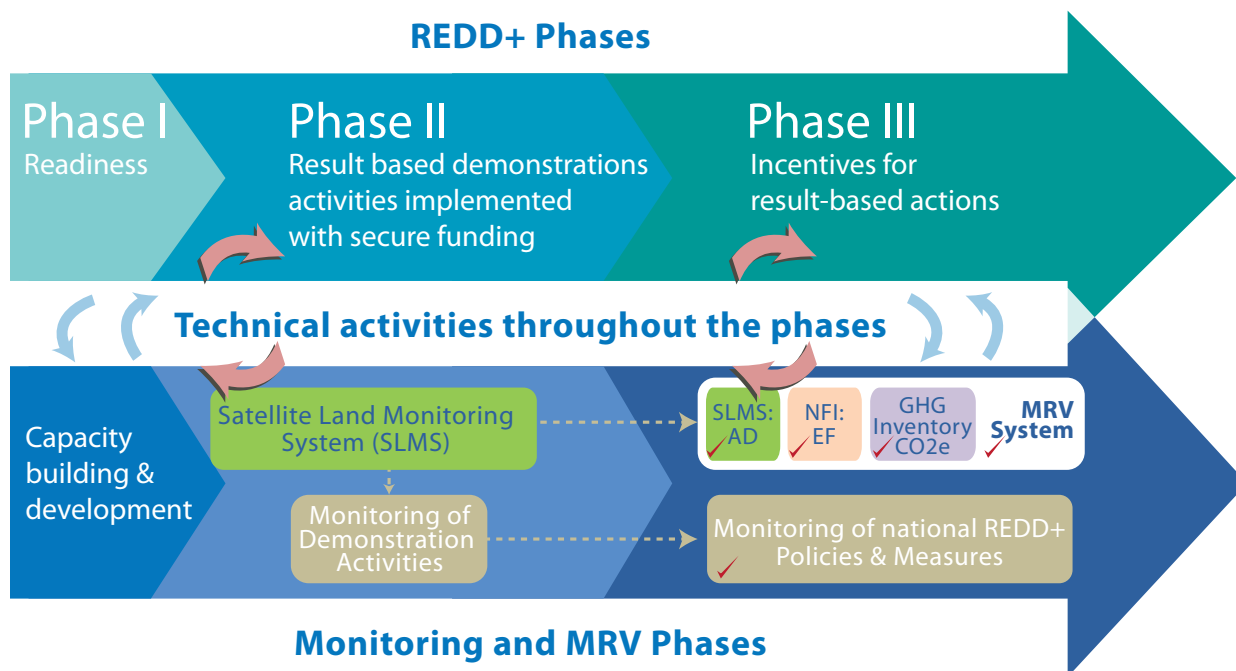 REDD+ Phases
Phase I
Readiness
Phase II
Result based demonstrations
activities implemented
with secure funding
Phase III
Incentives for
result-based actions
Technical activities throughout the phases
Capacity
building &
development
Satellite Land Monitoring
System (SLMS)
Monitoring of
Demonstration
Activities
SLMS:
AD
NFI:
EF
GHG
Inventory
CO2e
MRV
System
Monitoring of national REDD+
Policies & Measures
Monitoring and MRV Phases